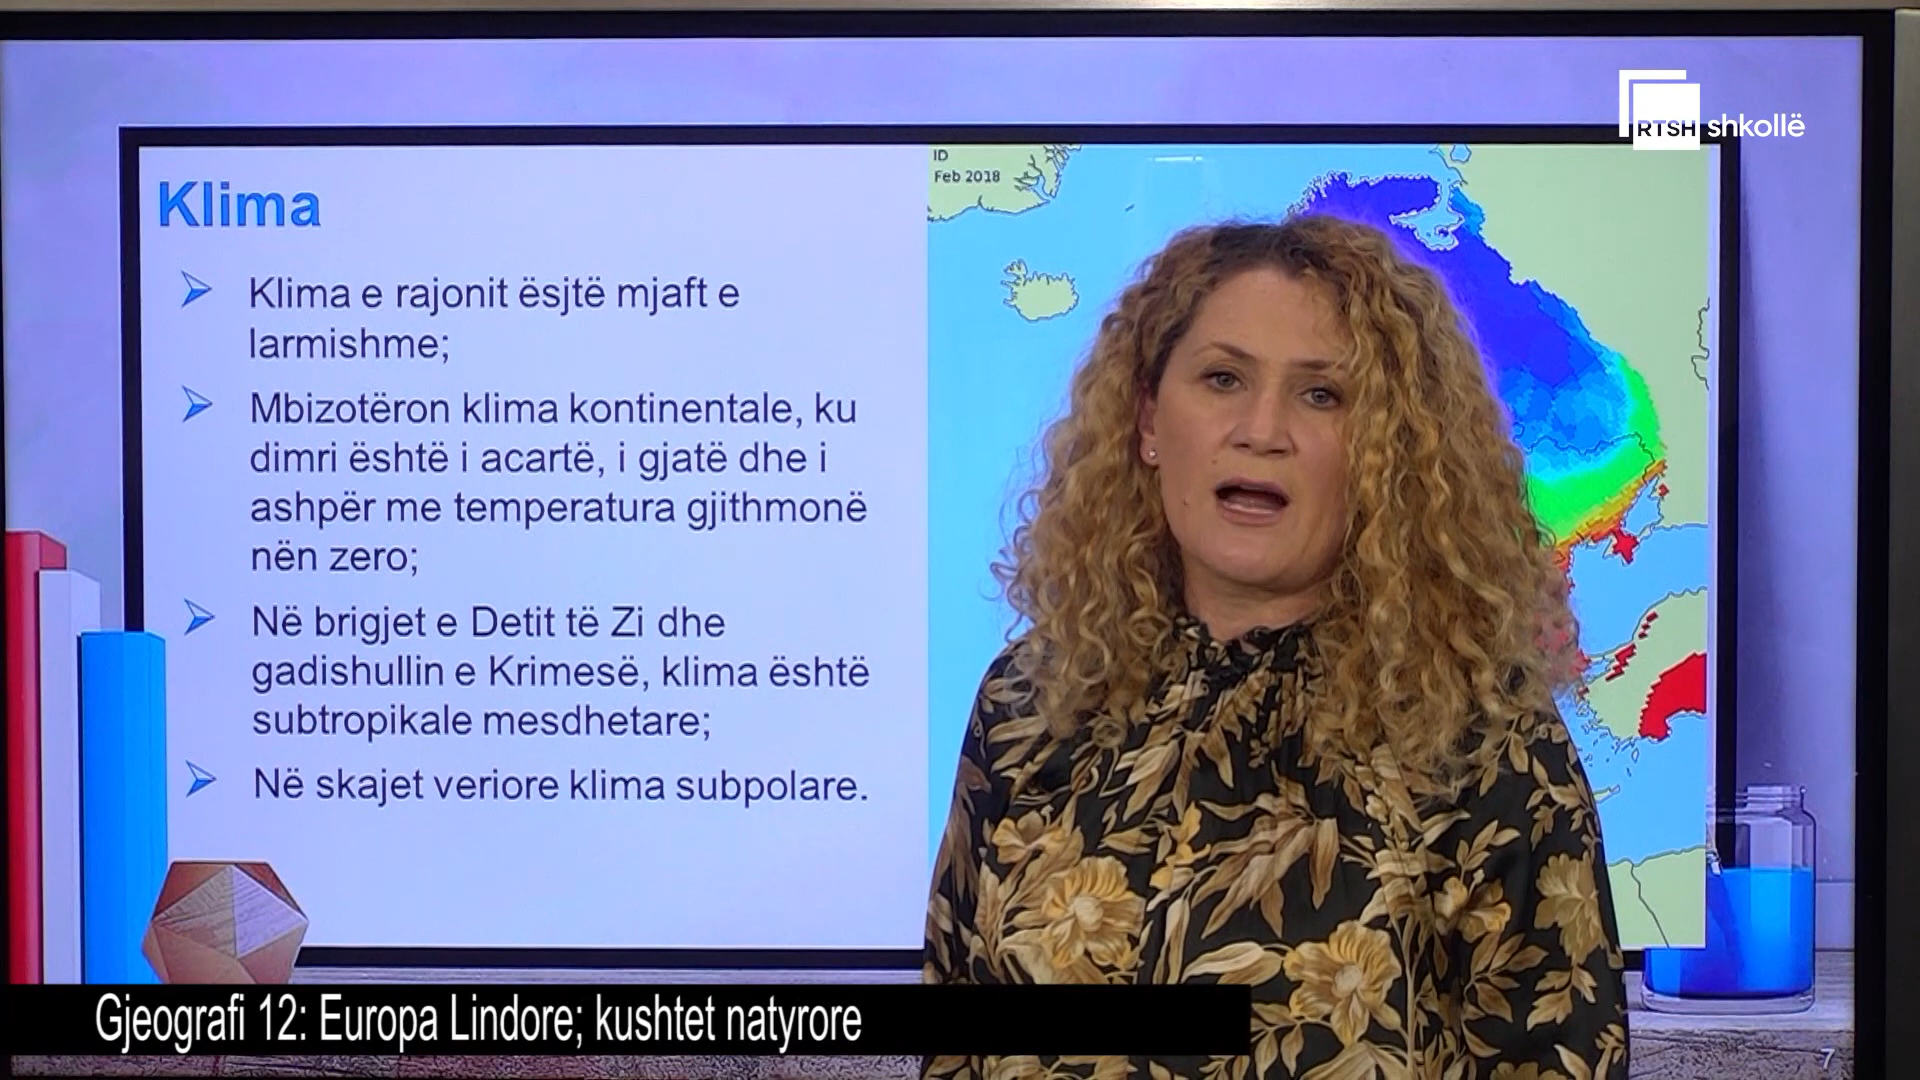 RTSH shkollë
ID
Feb 2018
Klima
Klima e rajonit ësjtë mjaft e
larmishme;
Mbizotëron klima kontinentale, ku
dimri është i acartë, i gjatë dhe i
ashpër me temperatura gjithmonë
nën zero;
Në brigjet e Detit të Zi dhe
gadishullin e Krimesë, klima është
subtropikale mesdhetare;
Në skajet veriore klima subpolare.
Gjeografi 12: Europa Lindore; kushtet natyrore
7